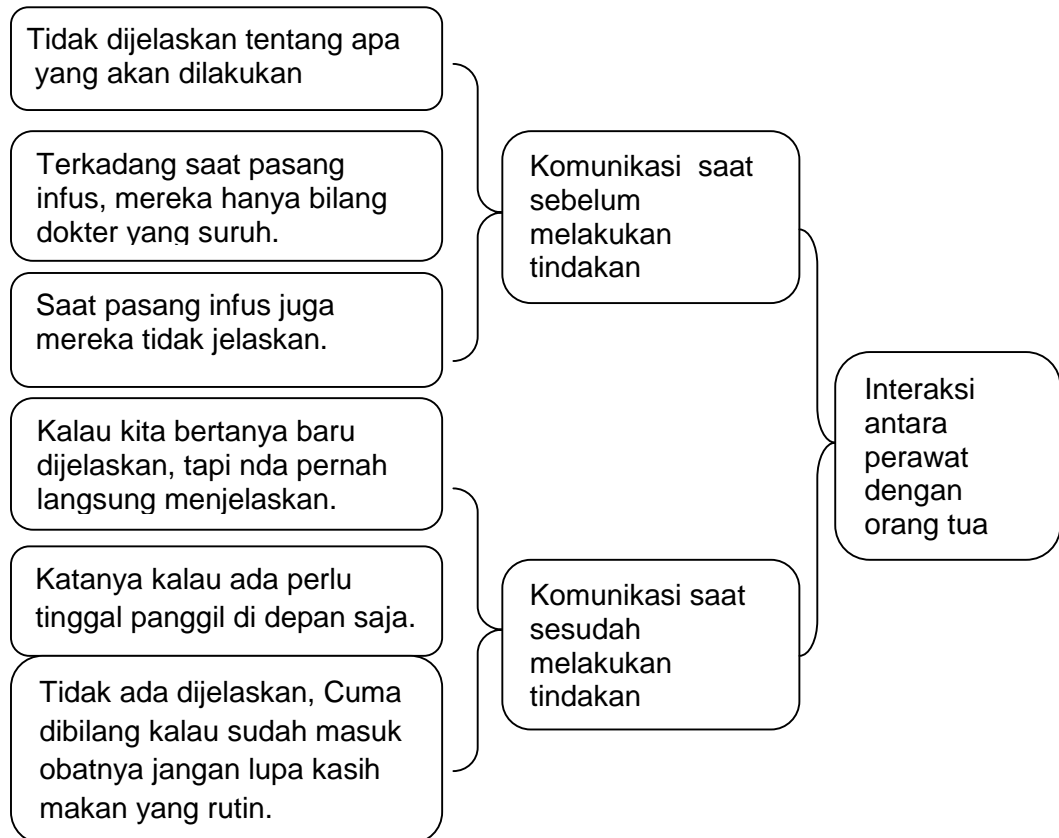 Tidak dijelaskan tentang apa
yang akan dilakukan
Terkadang saat pasang
infus, mereka hanya bilang
dokter yang suruh.
Saat pasang infus juga
mereka tidak jelaskan.
Kalau kita bertanya baru
dijelaskan, tapi nda pernah
langsung menjelaskan.
Katanya kalau ada perlu
tinggal panggil di depan saja.
Tidak ada dijelaskan, Cuma
dibilang kalau sudah masuk
obatnya jangan lupa kasih
makan yang rutin.
Komunikasi saat
sebelum
melakukan
tindakan
Komunikasi saat
sesudah
melakukan
tindakan
Interaksi
antara
perawat
dengan
orang tua